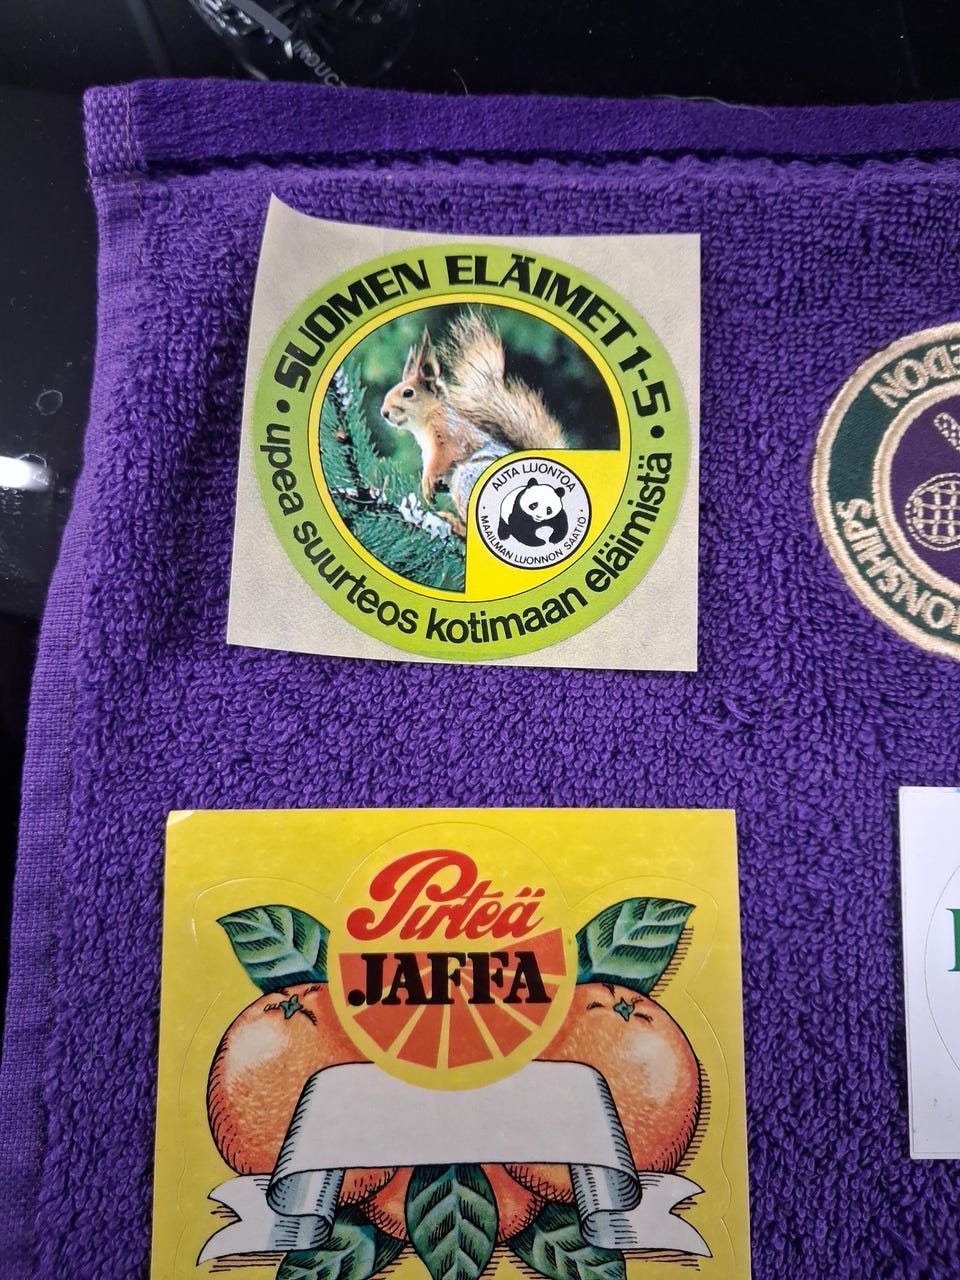 SUOMEN ELÄIMET 1-5
• upea suurteos kotimaan eläimistä •
AUTA LUONTOA
• MAAILMAN LUONNON SÄÄTIÖ •
Pirteä
JAFFA